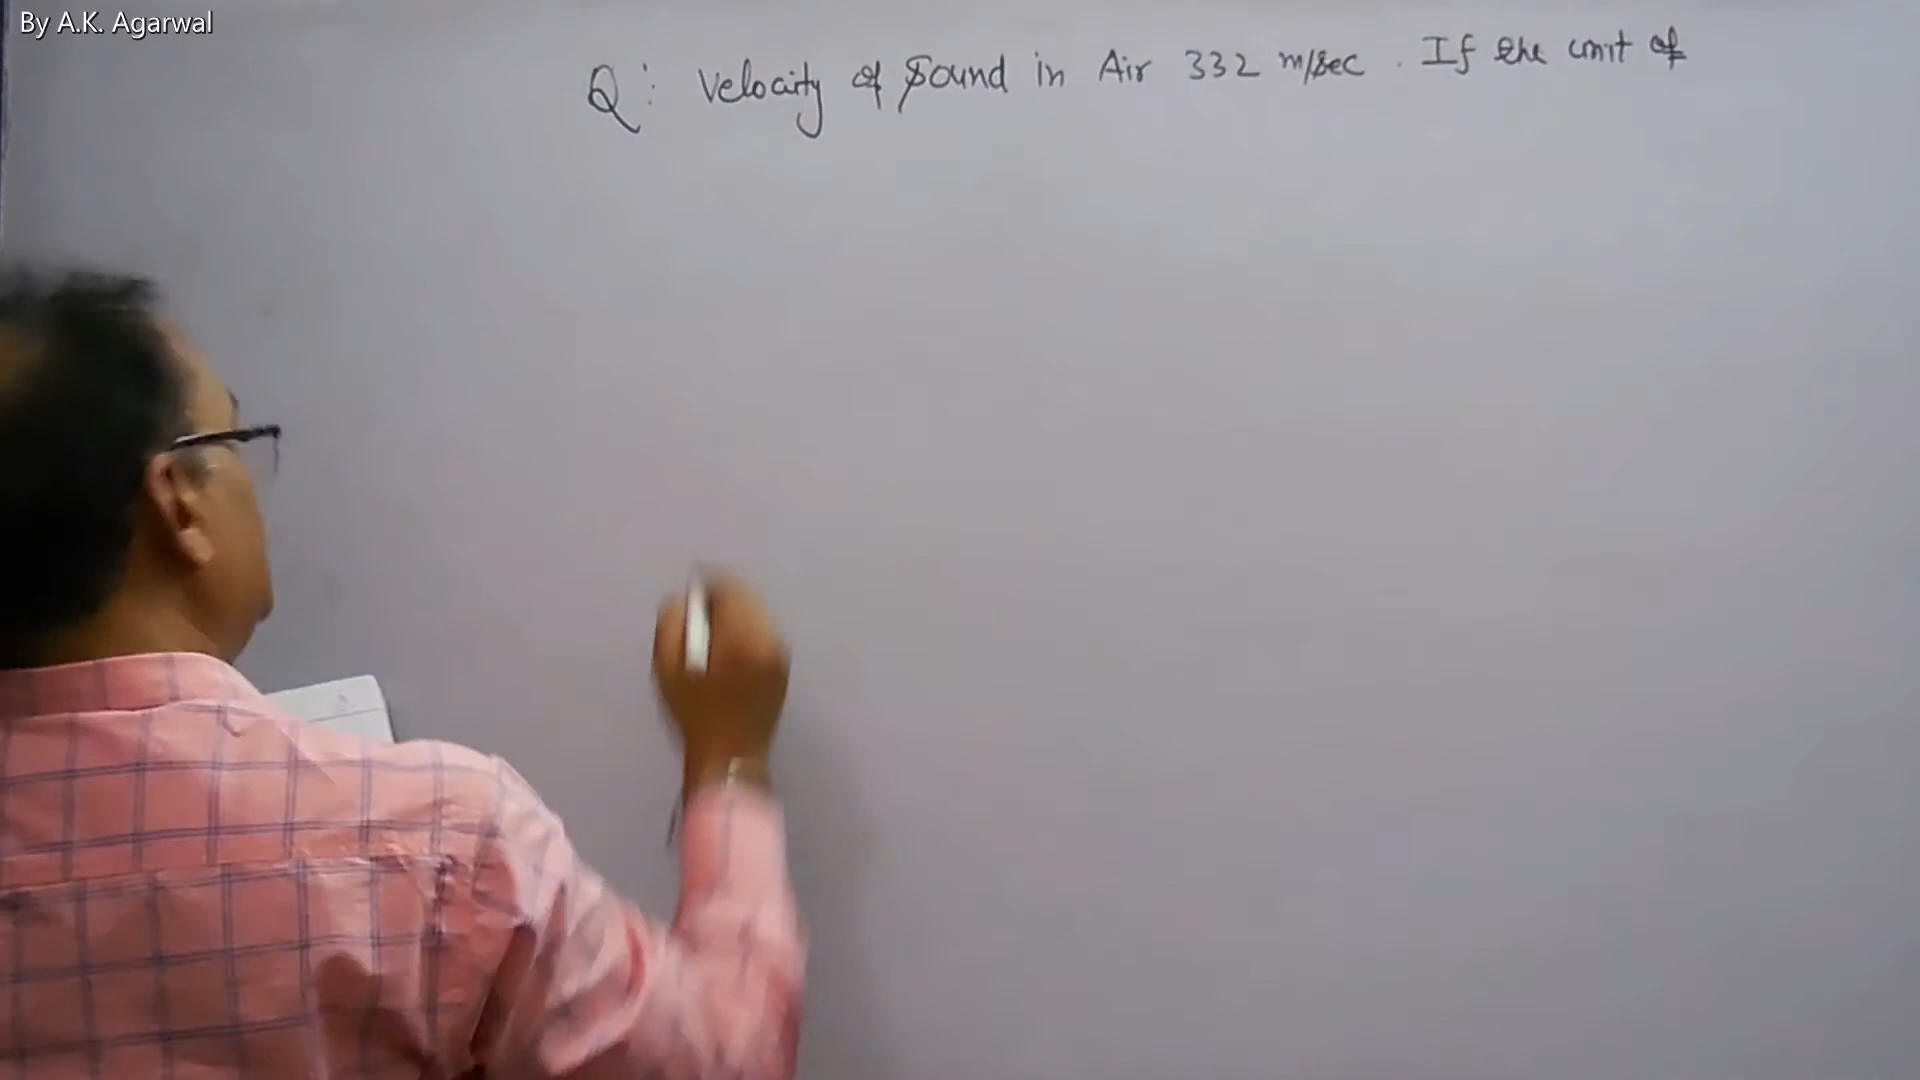 By A.K. Agarwal
Q: Velocity of Sound in Air 332 m/sec. If the unit of